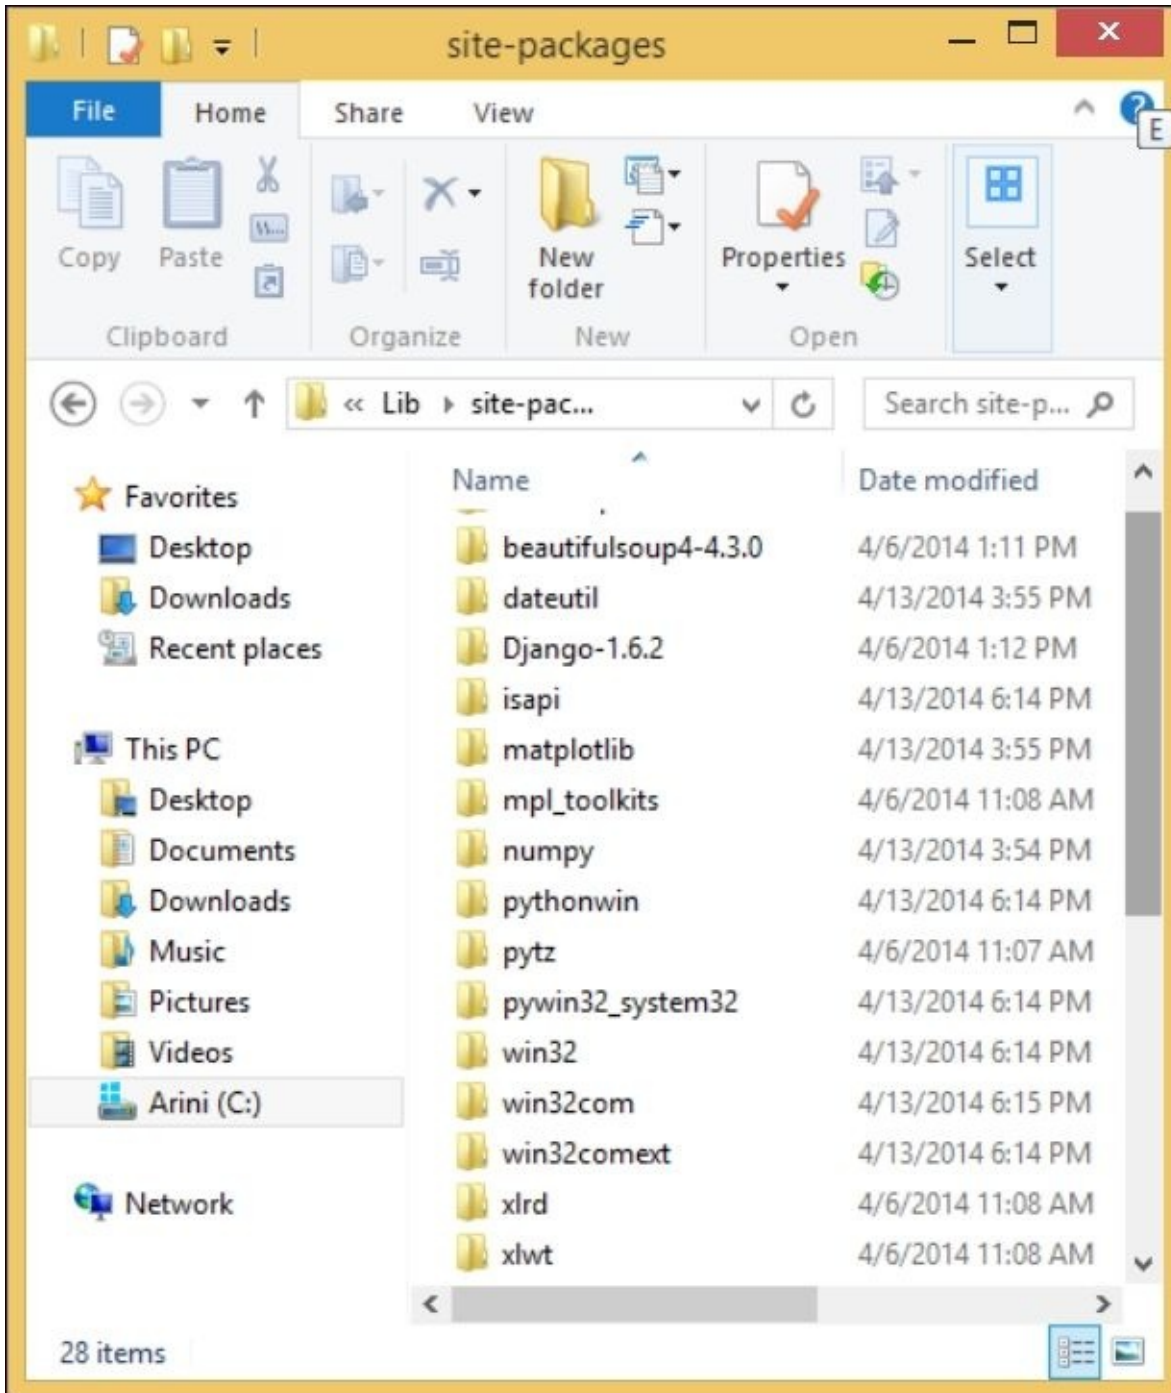 site-packages
File Home Share View
E
Copy Paste New folder Properties Select
Clipboard Organize New Open
« Lib site-pac... Search site-p...
Name Date modified
Favorites
Desktop
Downloads
Recent places
This PC
Desktop
Documents
Downloads
Music
Pictures
Videos
Arini (C:)
Network
beautifulsoup4-4.3.0 4/6/2014 1:11 PM
dateutil 4/13/2014 3:55 PM
Django-1.6.2 4/6/2014 1:12 PM
isapi 4/13/2014 6:14 PM
matplotlib 4/13/2014 3:55 PM
mpl_toolkits 4/6/2014 11:08 AM
numpy 4/13/2014 3:54 PM
pythonwin 4/13/2014 6:14 PM
pytz 4/6/2014 11:07 AM
pywin32_system32 4/13/2014 6:14 PM
win32 4/13/2014 6:14 PM
win32com 4/13/2014 6:15 PM
win32comext 4/13/2014 6:14 PM
xlrd 4/6/2014 11:08 AM
xlwt 4/6/2014 11:08 AM
28 items